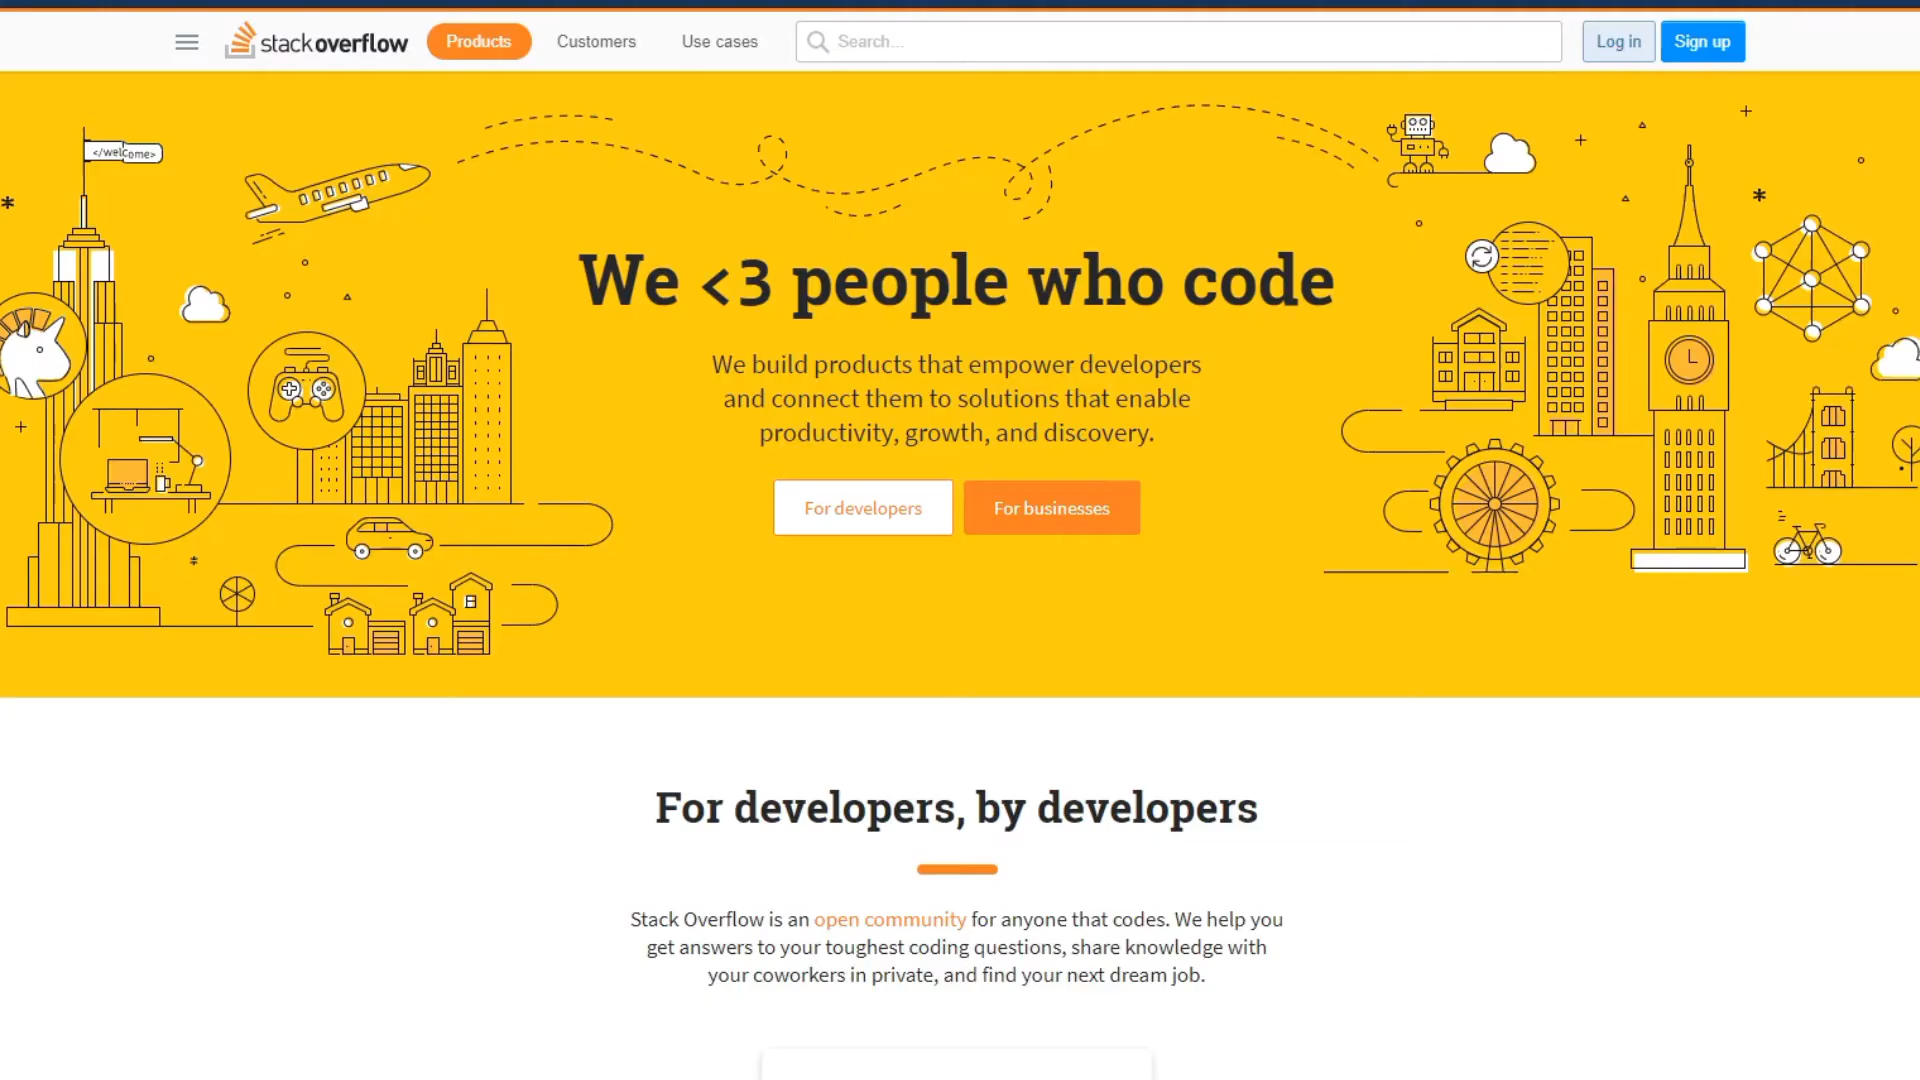 stackoverflow
Products
Customers
Use cases
Search...
Log in
Sign up
</welcome>
We <3 people who code
We build products that empower developers
and connect them to solutions that enable
productivity, growth, and discovery.
For developers
For businesses
For developers, by developers
Stack Overflow is an open community for anyone that codes. We help you
get answers to your toughest coding questions, share knowledge with
your coworkers in private, and find your next dream job.